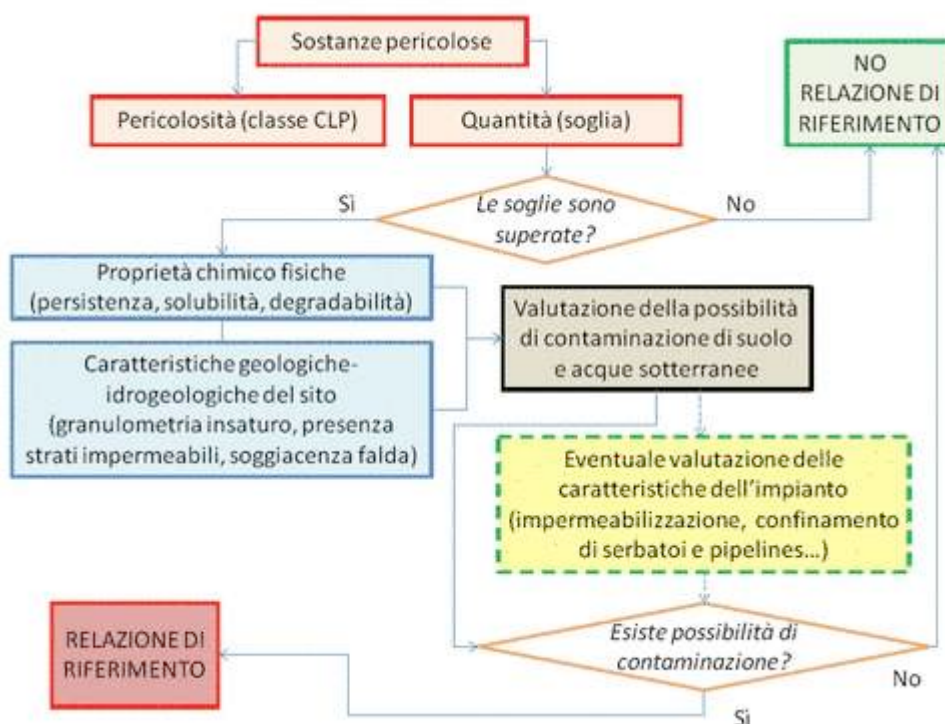 Sostanze pericolose
NO
RELAZIONE DI
RIFERIMENTO
Pericolosità (classe CLP)
Quantità (soglia)
Sì
Le soglie sono
superate?
No
Proprietà chimico fisiche
(persistenza, solubilità, degradabilità)
Valutazione della possibilità
di contaminazione di suolo
e acque sotterranee
Caratteristiche geologiche-
idrogeologiche del sito
(granulometria insaturo, presenza
strati impermeabili, soggiacenza falda)
Eventuale valutazione delle
caratteristiche dell'impianto
(impermeabilizzazione, confinamento
di serbatoi e pipelines...)
RELAZIONE DI
RIFERIMENTO
Esiste possibilità di
contaminazione?
No
Sì